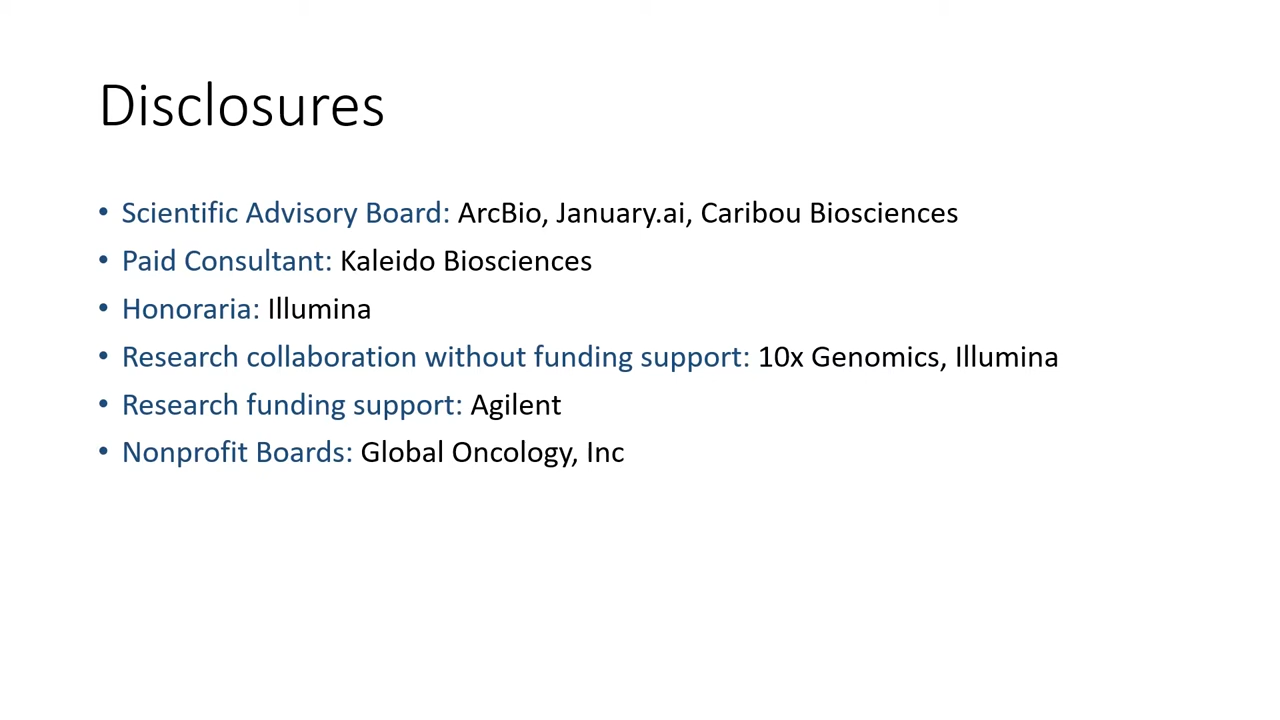 Disclosures
• Scientific Advisory Board: ArcBio, January.ai, Caribou Biosciences
• Paid Consultant: Kaleido Biosciences
• Honoraria: Illumina
• Research collaboration without funding support: 10x Genomics, Illumina
• Research funding support: Agilent
• Nonprofit Boards: Global Oncology, Inc